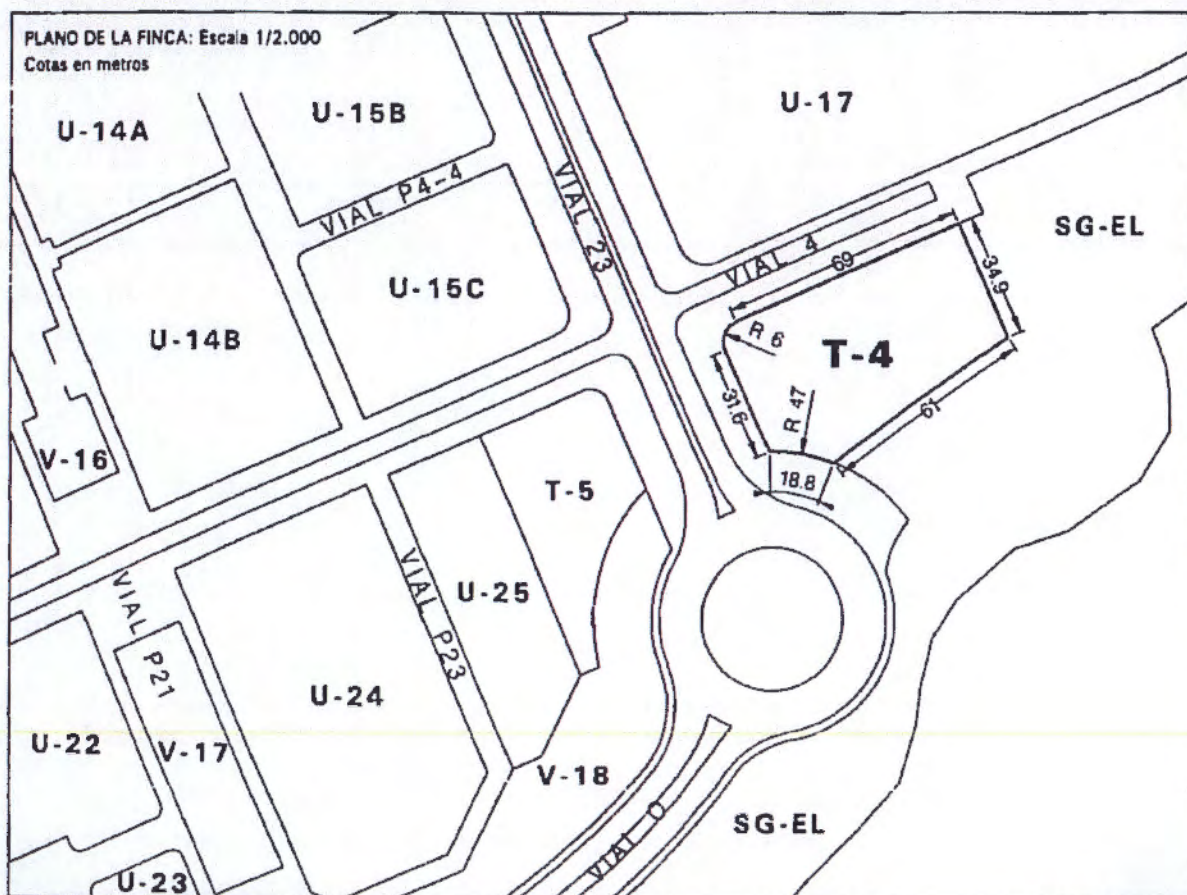 PLANO DE LA FINCA: Escala 1/2.000
Cotas en metros
U-14A
U-15B
U-17
VIAL P4-4
VIAL 23
SG-EL
VIAL 4
69
34.9
U-15C
U-14B
R 6
T-4
31.6
R 47
61
V-16
18.8
T-5
U-25
VIAL P23
VIAL P21
U-24
U-22
V-17
V-18
VIAL O
SG-EL
U-23